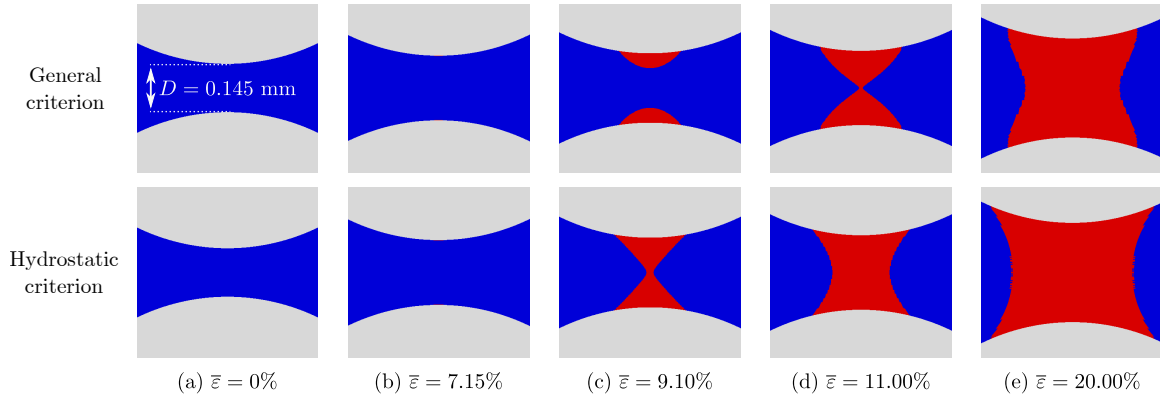 General
criterion
D = 0.145 mm
Hydrostatic
criterion
(a) ε̅ = 0%
(b) ε̅ = 7.15%
(c) ε̅ = 9.10%
(d) ε̅ = 11.00%
(e) ε̅ = 20.00%